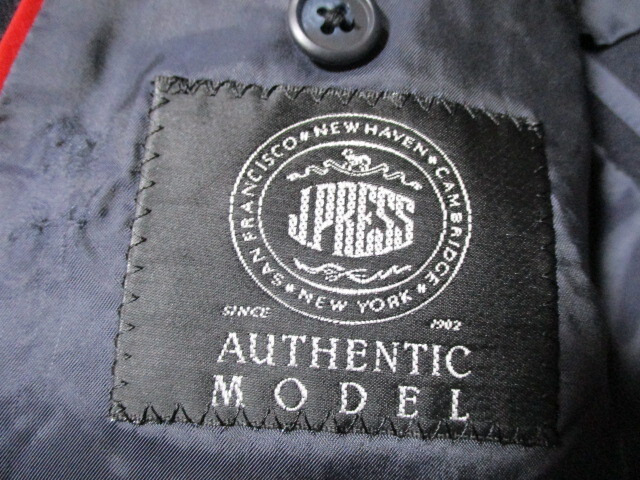 SAN FRANCISCO * NEW HAVEN * CAMBRIDGE * NEW YORK *
J.PRESS
SINCE 1902
AUTHENTIC
MODEL